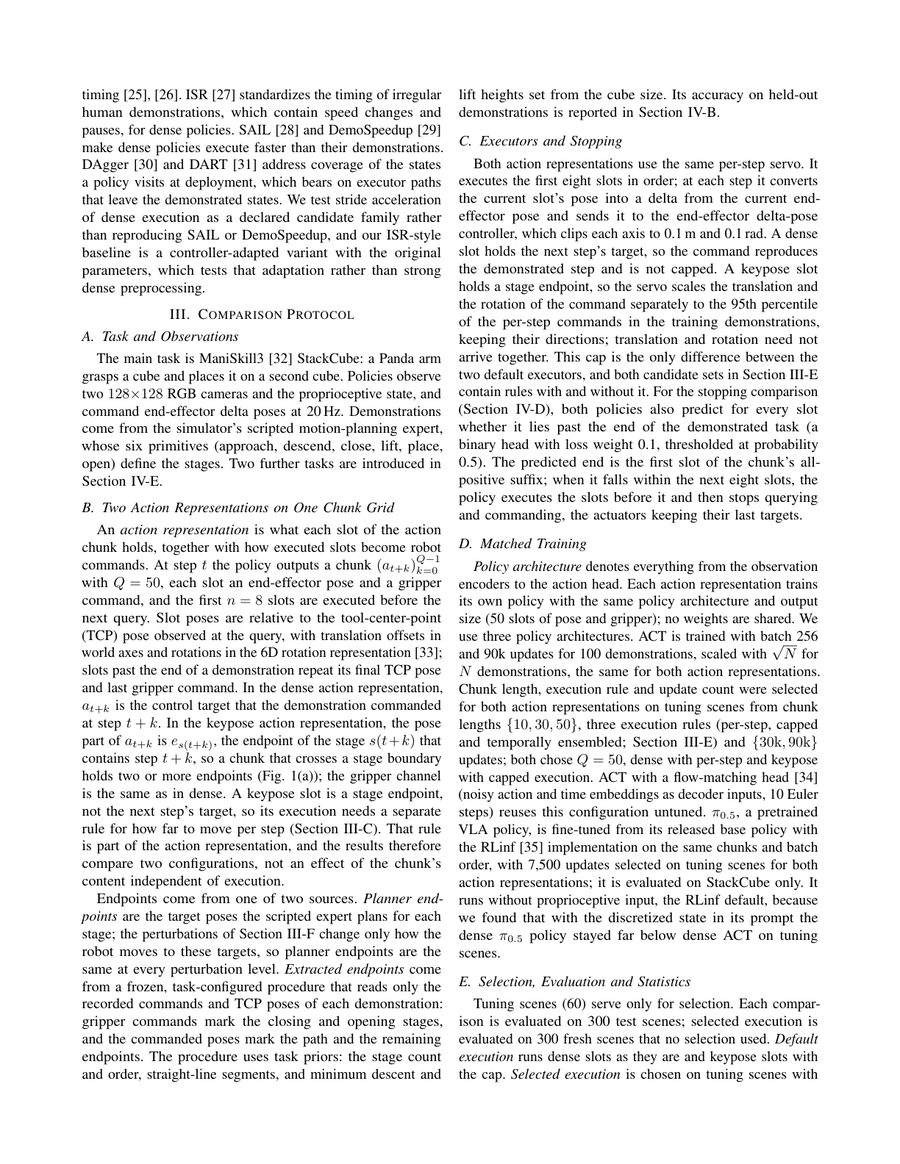 timing [25], [26]. ISR [27] standardizes the timing of irregular
human demonstrations, which contain speed changes and
pauses, for dense policies. SAIL [28] and DemoSpeedup [29]
make dense policies execute faster than their demonstrations.
DAgger [30] and DART [31] address coverage of the states
a policy visits at deployment, which bears on executor paths
that leave the demonstrated states. We test stride acceleration
of dense execution as a declared candidate family rather
than reproducing SAIL or DemoSpeedup, and our ISR-style
baseline is a controller-adapted variant with the original
parameters, which tests that adaptation rather than strong
dense preprocessing.
III. COMPARISON PROTOCOL
A. Task and Observations
The main task is ManiSkill3 [32] StackCube: a Panda arm
grasps a cube and places it on a second cube. Policies observe
two 128×128 RGB cameras and the proprioceptive state, and
command end-effector delta poses at 20 Hz. Demonstrations
come from the simulator's scripted motion-planning expert,
whose six primitives (approach, descend, close, lift, place,
open) define the stages. Two further tasks are introduced in
Section IV-E.
B. Two Action Representations on One Chunk Grid
An action representation is what each slot of the action
chunk holds, together with how executed slots become robot
commands. At step t the policy outputs a chunk (a_{t+k})_{k=0}^{Q−1}
with Q = 50, each slot an end-effector pose and a gripper
command, and the first n = 8 slots are executed before the
next query. Slot poses are relative to the tool-center-point
(TCP) pose observed at the query, with translation offsets in
world axes and rotations in the 6D rotation representation [33];
slots past the end of a demonstration repeat its final TCP pose
and last gripper command. In the dense action representation,
a_{t+k} is the control target that the demonstration commanded
at step t + k. In the keypose action representation, the pose
part of a_{t+k} is e_{s(t+k)}, the endpoint of the stage s(t+k) that
contains step t + k, so a chunk that crosses a stage boundary
holds two or more endpoints (Fig. 1(a)); the gripper channel
is the same as in dense. A keypose slot is a stage endpoint,
not the next step's target, so its execution needs a separate
rule for how far to move per step (Section III-C). That rule
is part of the action representation, and the results therefore
compare two configurations, not an effect of the chunk's
content independent of execution.
Endpoints come from one of two sources. Planner end-
points are the target poses the scripted expert plans for each
stage; the perturbations of Section III-F change only how the
robot moves to these targets, so planner endpoints are the
same at every perturbation level. Extracted endpoints come
from a frozen, task-configured procedure that reads only the
recorded commands and TCP poses of each demonstration:
gripper commands mark the closing and opening stages,
and the commanded poses mark the path and the remaining
endpoints. The procedure uses task priors: the stage count
and order, straight-line segments, and minimum descent and
lift heights set from the cube size. Its accuracy on held-out
demonstrations is reported in Section IV-B.
C. Executors and Stopping
Both action representations use the same per-step servo. It
executes the first eight slots in order; at each step it converts
the current slot's pose into a delta from the current end-
effector pose and sends it to the end-effector delta-pose
controller, which clips each axis to 0.1 m and 0.1 rad. A dense
slot holds the next step's target, so the command reproduces
the demonstrated step and is not capped. A keypose slot
holds a stage endpoint, so the servo scales the translation and
the rotation of the command separately to the 95th percentile
of the per-step commands in the training demonstrations,
keeping their directions; translation and rotation need not
arrive together. This cap is the only difference between the
two default executors, and both candidate sets in Section III-E
contain rules with and without it. For the stopping comparison
(Section IV-D), both policies also predict for every slot
whether it lies past the end of the demonstrated task (a
binary head with loss weight 0.1, thresholded at probability
0.5). The predicted end is the first slot of the chunk's all-
positive suffix; when it falls within the next eight slots, the
policy executes the slots before it and then stops querying
and commanding, the actuators keeping their last targets.
D. Matched Training
Policy architecture denotes everything from the observation
encoders to the action head. Each action representation trains
its own policy with the same policy architecture and output
size (50 slots of pose and gripper); no weights are shared. We
use three policy architectures. ACT is trained with batch 256
and 90k updates for 100 demonstrations, scaled with √N for
N demonstrations, the same for both action representations.
Chunk length, execution rule and update count were selected
for both action representations on tuning scenes from chunk
lengths {10, 30, 50}, three execution rules (per-step, capped
and temporally ensembled; Section III-E) and {30k, 90k}
updates; both chose Q = 50, dense with per-step and keypose
with capped execution. ACT with a flow-matching head [34]
(noisy action and time embeddings as decoder inputs, 10 Euler
steps) reuses this configuration untuned. π₀.₅, a pretrained
VLA policy, is fine-tuned from its released base policy with
the RLinf [35] implementation on the same chunks and batch
order, with 7,500 updates selected on tuning scenes for both
action representations; it is evaluated on StackCube only. It
runs without proprioceptive input, the RLinf default, because
we found that with the discretized state in its prompt the
dense π₀.₅ policy stayed far below dense ACT on tuning
scenes.
E. Selection, Evaluation and Statistics
Tuning scenes (60) serve only for selection. Each compar-
ison is evaluated on 300 test scenes; selected execution is
evaluated on 300 fresh scenes that no selection used. Default
execution runs dense slots as they are and keypose slots with
the cap. Selected execution is chosen on tuning scenes with